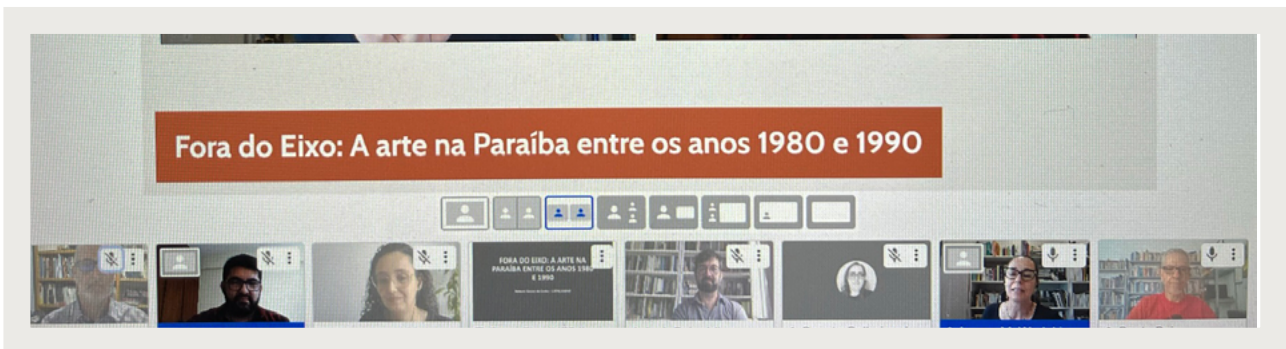 Fora do Eixo: A arte na Paraíba entre os anos 1980 e 1990
FORA DO EIXO: A ARTE NA
PARAÍBA ENTRE OS ANOS 1980
E 1990